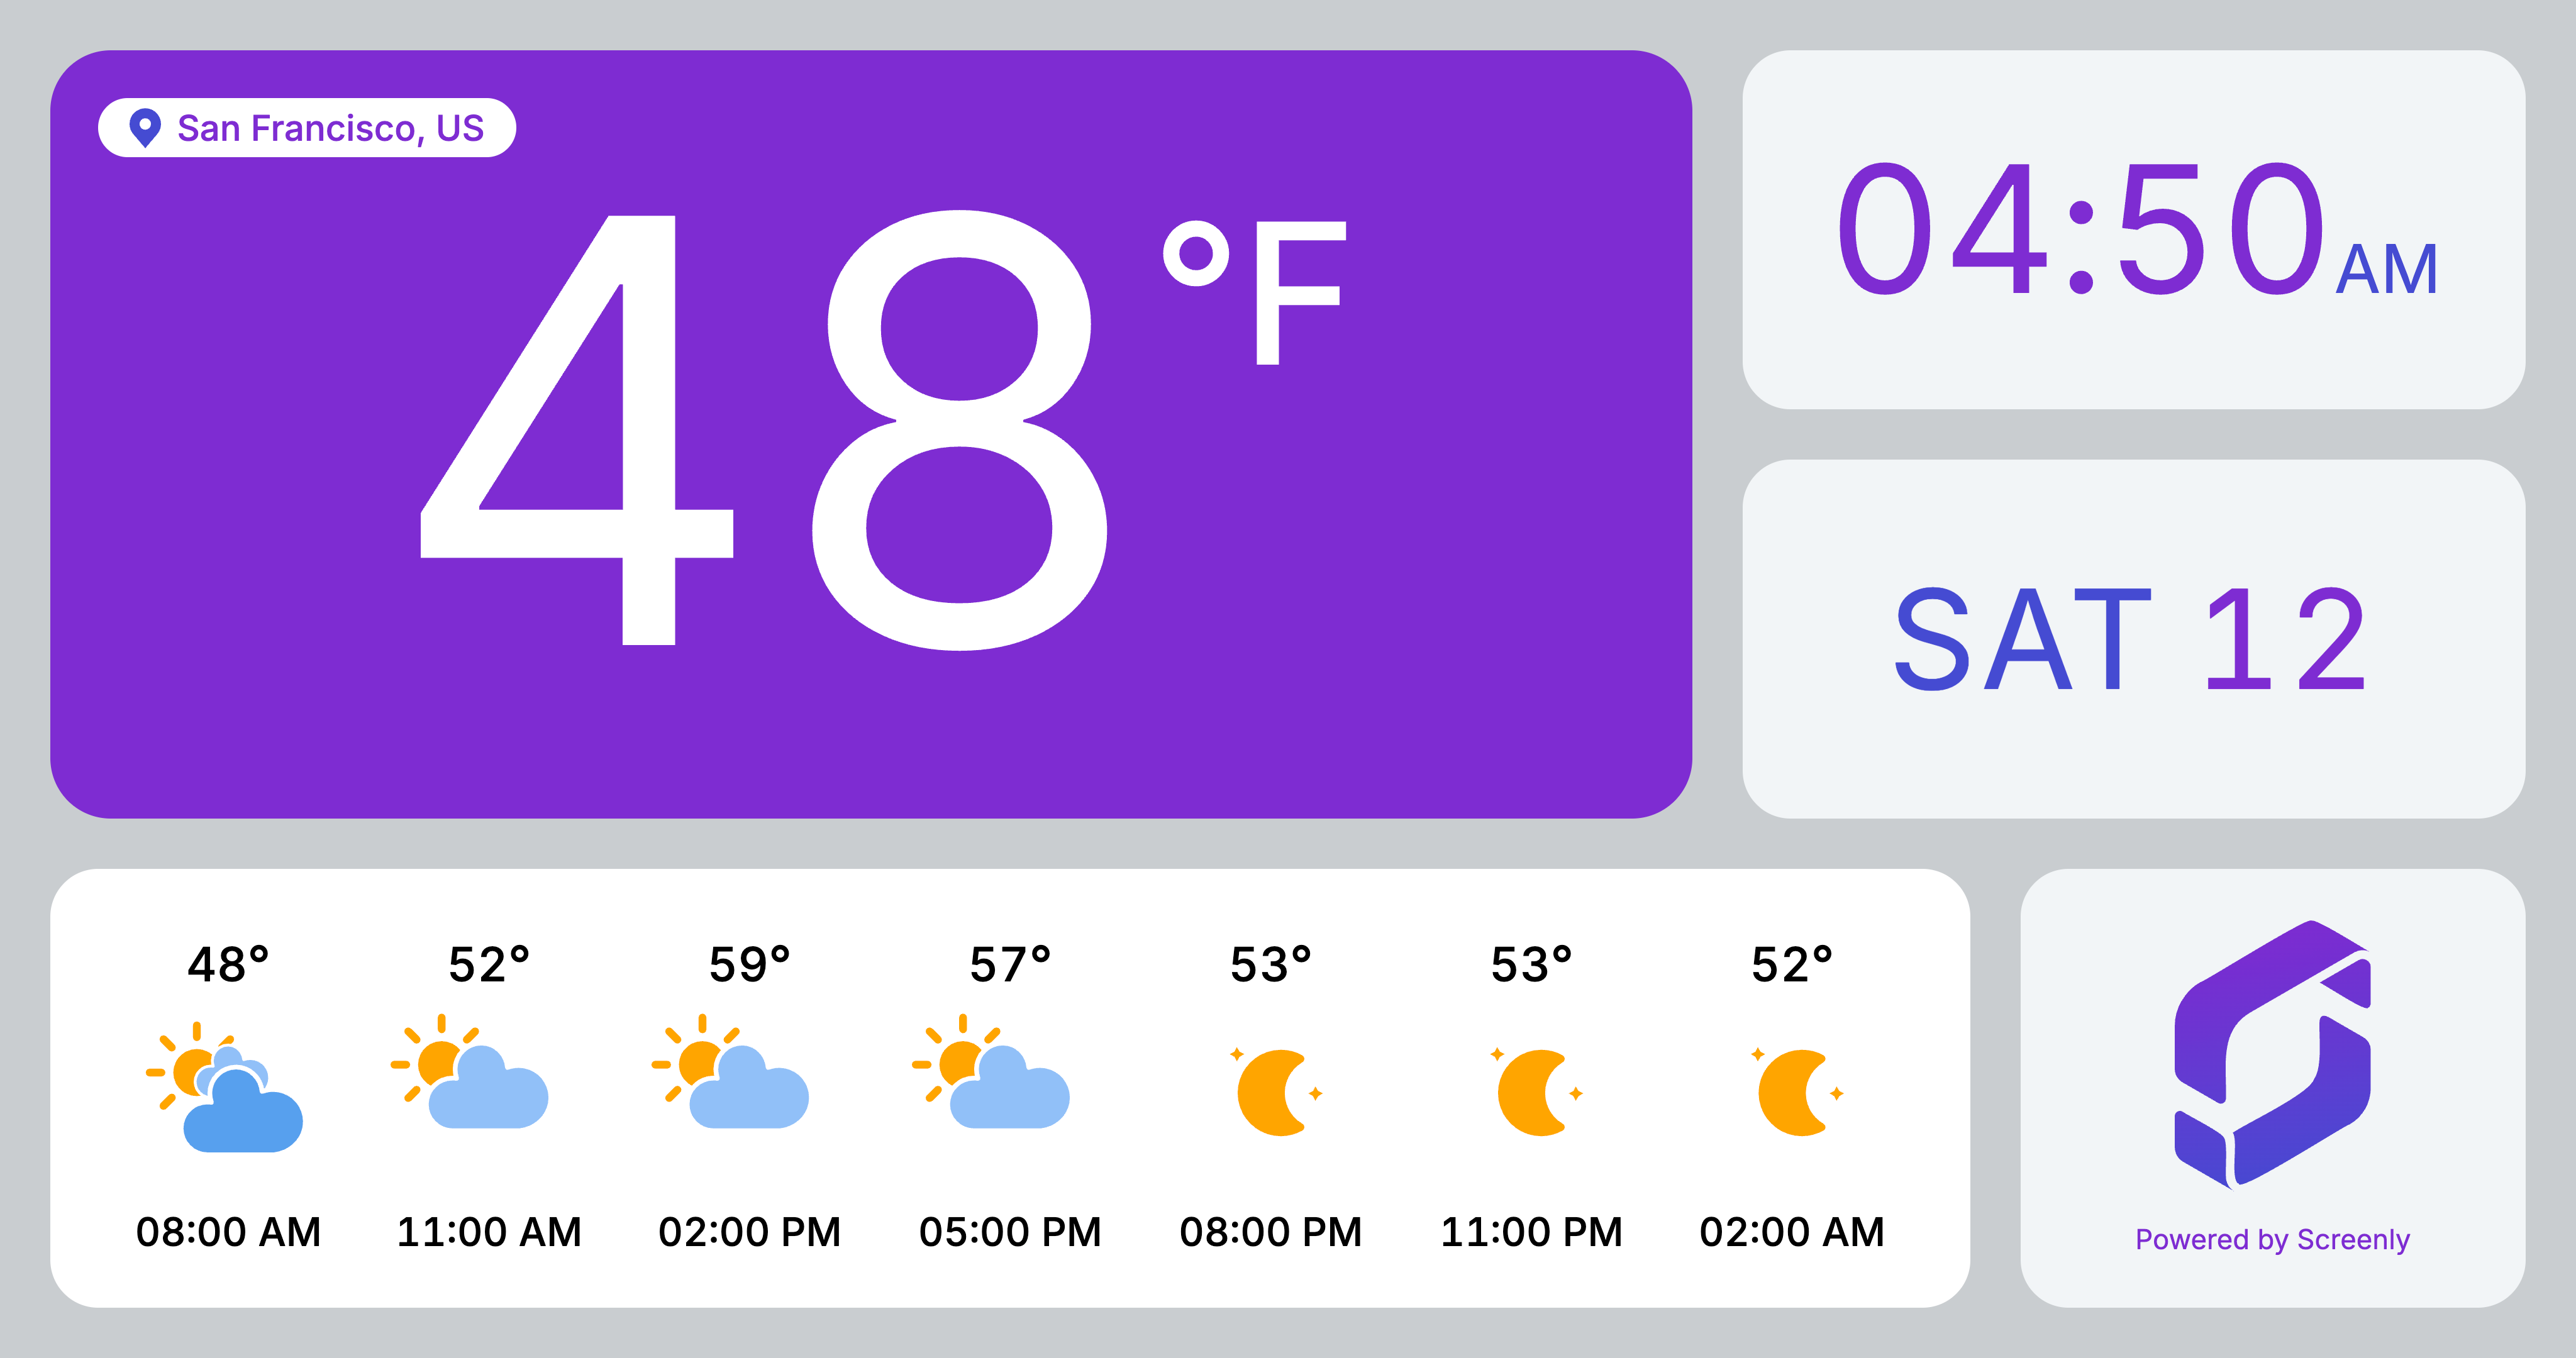 San Francisco, US
48°F
04:50 AM
SAT 12
48° 52° 59° 57° 53° 53° 52°
08:00 AM 11:00 AM 02:00 PM 05:00 PM 08:00 PM 11:00 PM 02:00 AM
Powered by Screenly